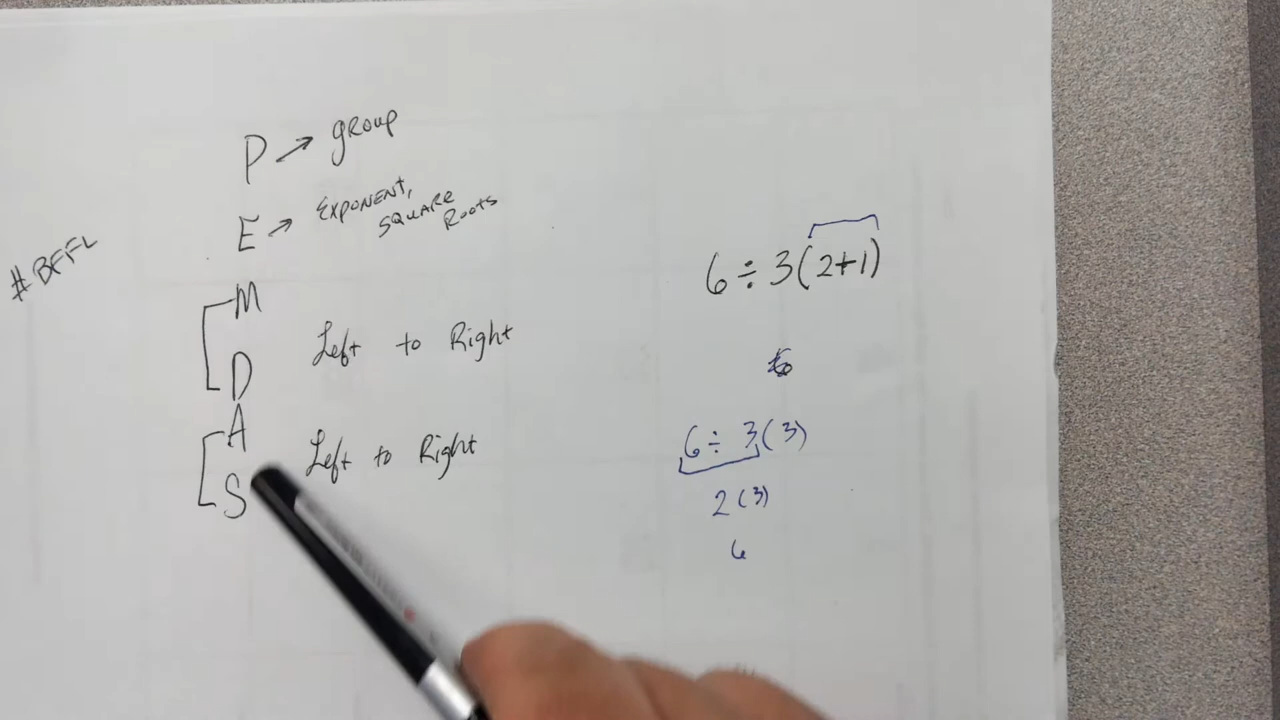 P → group
E → EXPONENT,
SQUARE
Roots
#BFFL
M
D
Left to Right
A
S
Left to Right
6 ÷ 3(2+1)
6 ÷ 3(3)
2(3)
6